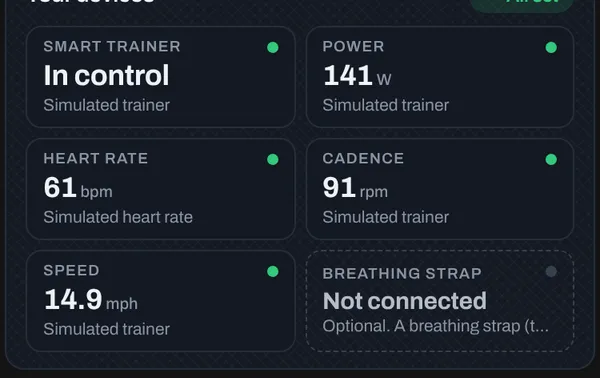 SMART TRAINER
In control
Simulated trainer
POWER
141 W
Simulated trainer
HEART RATE
61 bpm
Simulated heart rate
CADENCE
91 rpm
Simulated trainer
SPEED
14.9 mph
Simulated trainer
BREATHING STRAP
Not connected
Optional. A breathing strap (t...